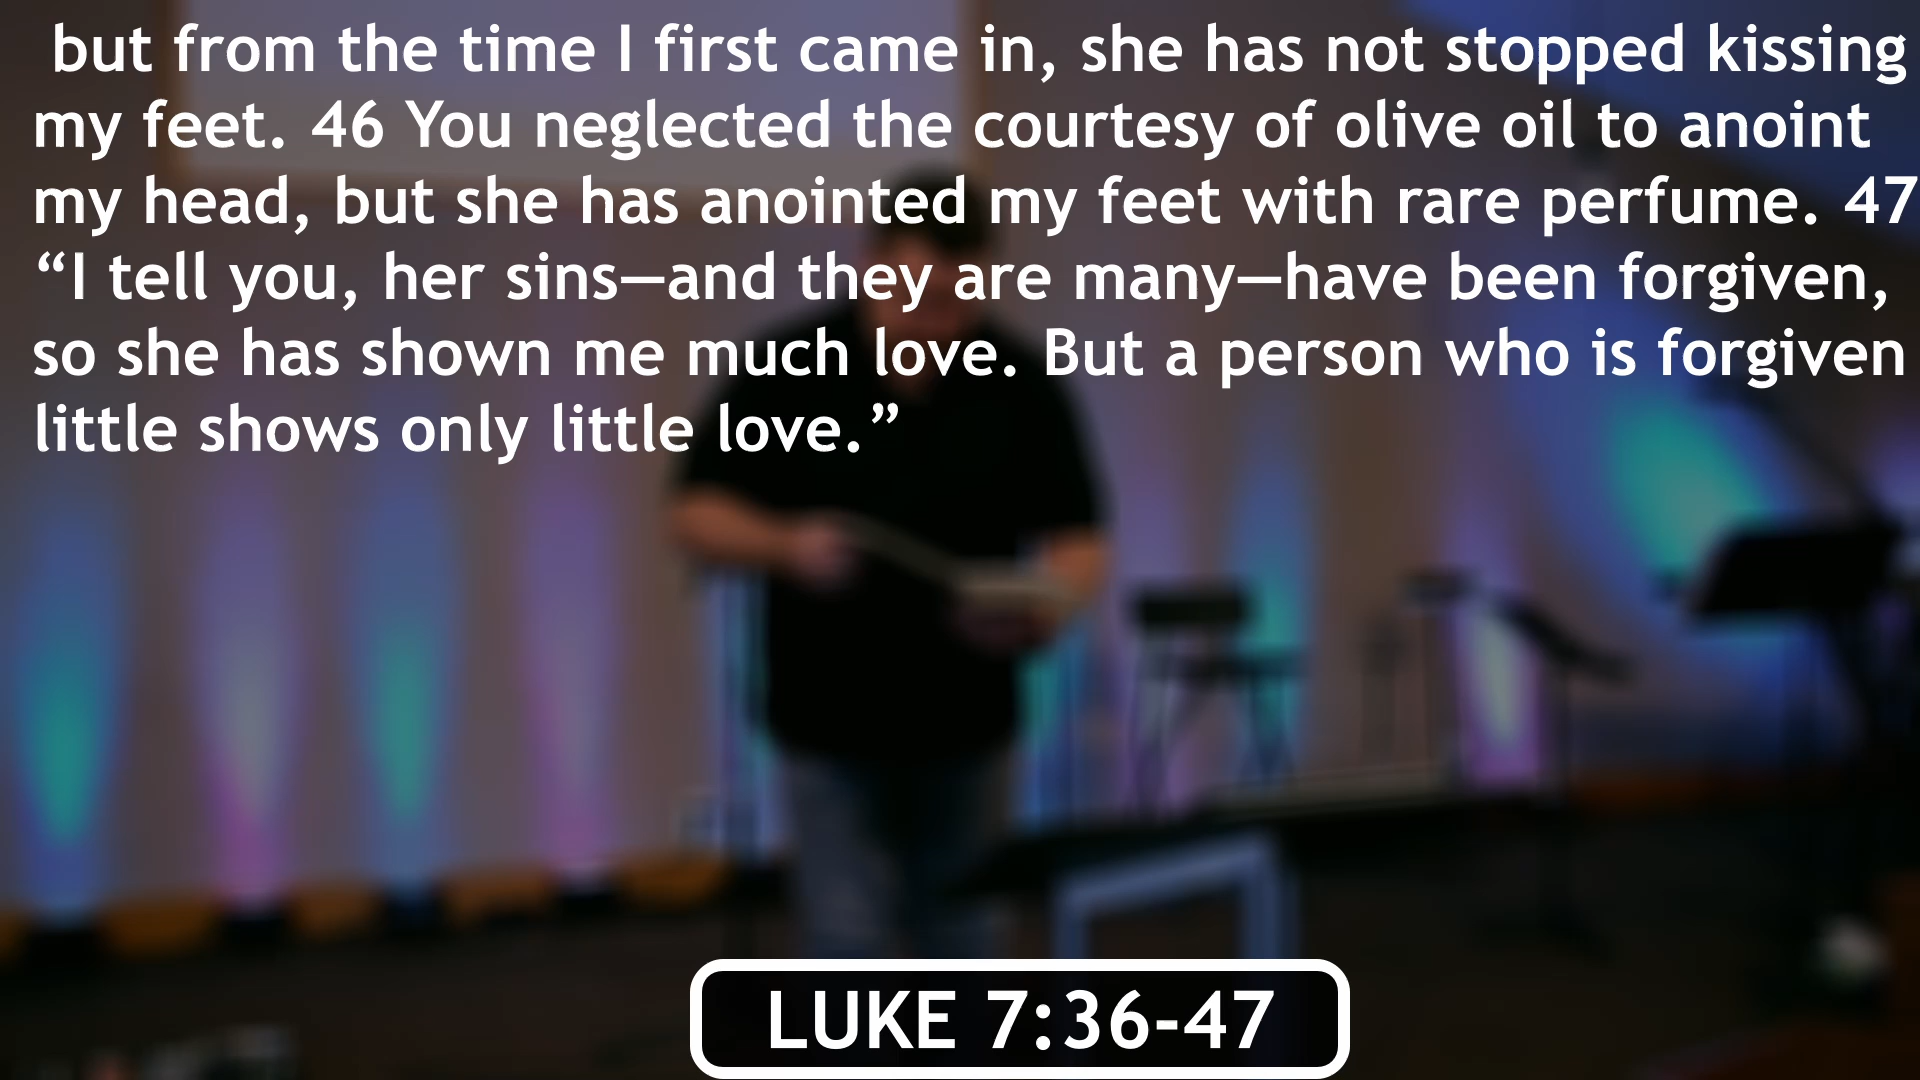 but from the time I first came in, she has not stopped kissing
my feet. 46 You neglected the courtesy of olive oil to anoint
my head, but she has anointed my feet with rare perfume. 47
“I tell you, her sins—and they are many—have been forgiven,
so she has shown me much love. But a person who is forgiven
little shows only little love.”
LUKE 7:36-47